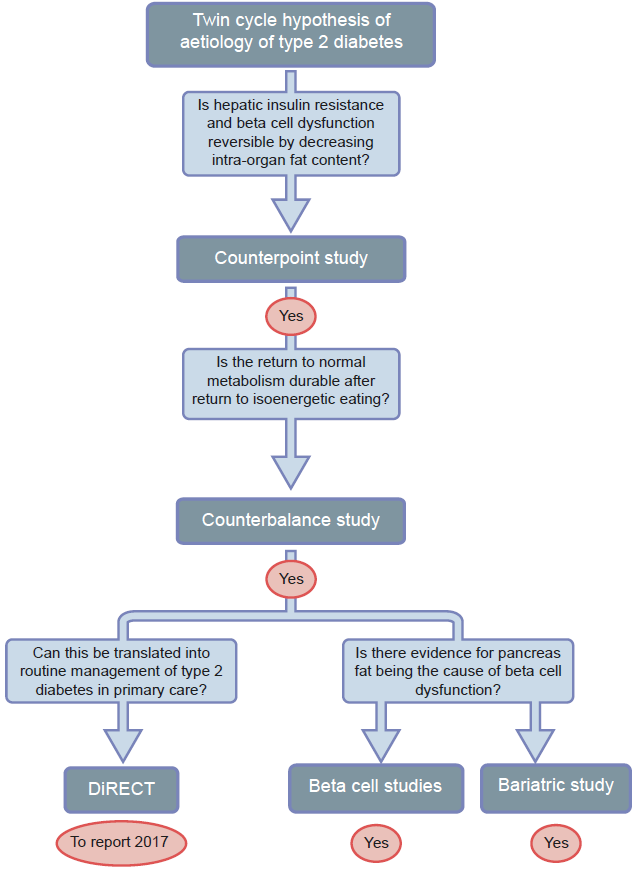 Twin cycle hypothesis of
aetiology of type 2 diabetes
Is hepatic insulin resistance
and beta cell dysfunction
reversible by decreasing
intra-organ fat content?
Counterpoint study
Yes
Is the return to normal
metabolism durable after
return to isoenergetic eating?
Counterbalance study
Yes
Can this be translated into
routine management of type 2
diabetes in primary care?
Is there evidence for pancreas
fat being the cause of beta cell
dysfunction?
DiRECT
Beta cell studies
Bariatric study
To report 2017
Yes
Yes